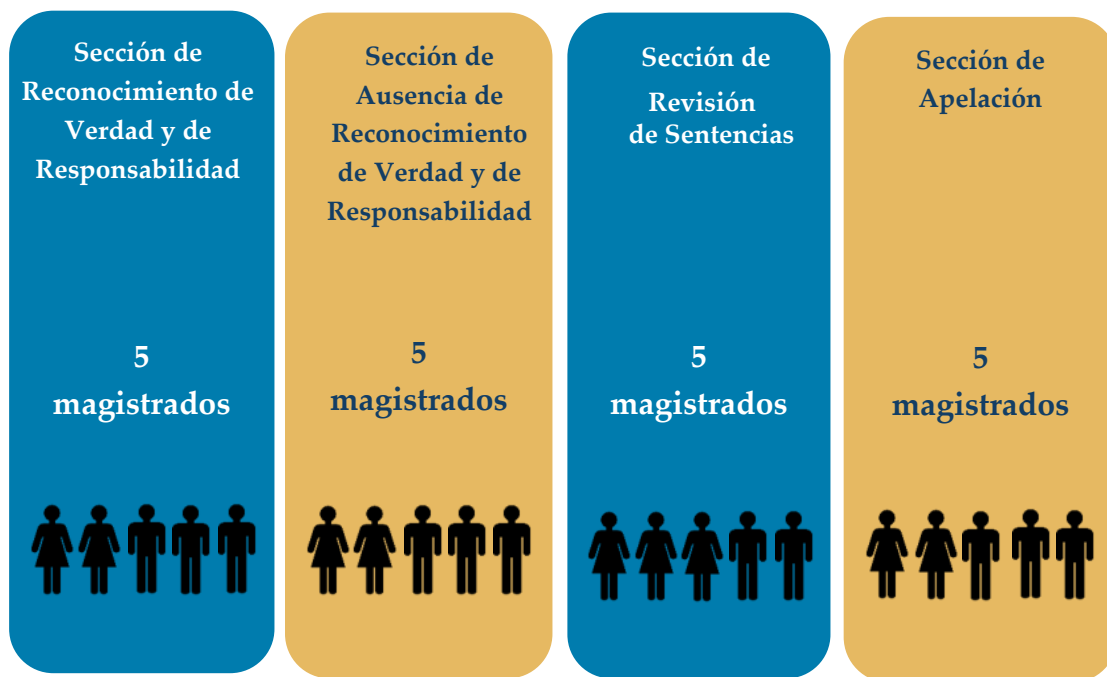 Sección de
Reconocimiento de
Verdad y de
Responsabilidad
5
magistrados
Sección de
Ausencia de
Reconocimiento
de Verdad y de
Responsabilidad
5
magistrados
Sección de
Revisión
de Sentencias
5
magistrados
Sección de
Apelación
5
magistrados